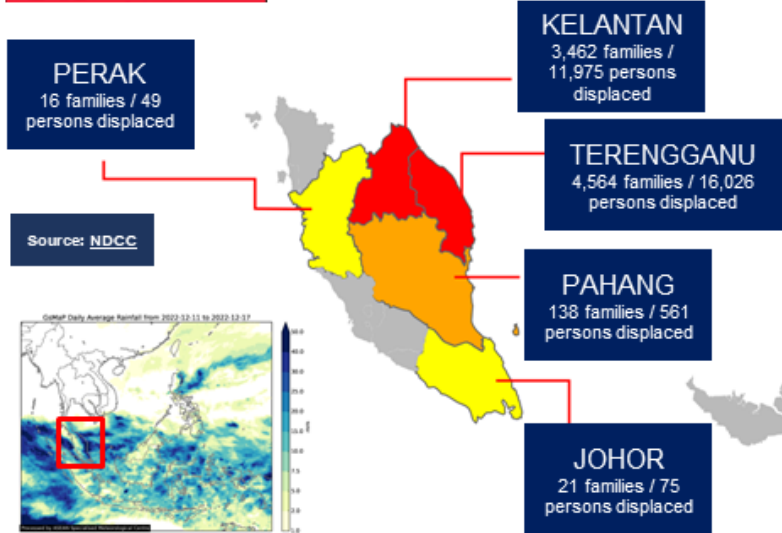 KELANTAN
3,462 families /
11,975 persons
displaced
PERAK
16 families / 49
persons displaced
TERENGGANU
4,564 families / 16,026
persons displaced
Source: NDCC
PAHANG
138 families / 561
persons displaced
GSMaP Daily Average Rainfall from 2022-12-11 to 2022-12-17
JOHOR
21 families / 75
persons displaced
Processed by ASEAN Specialised Meteorological Centre